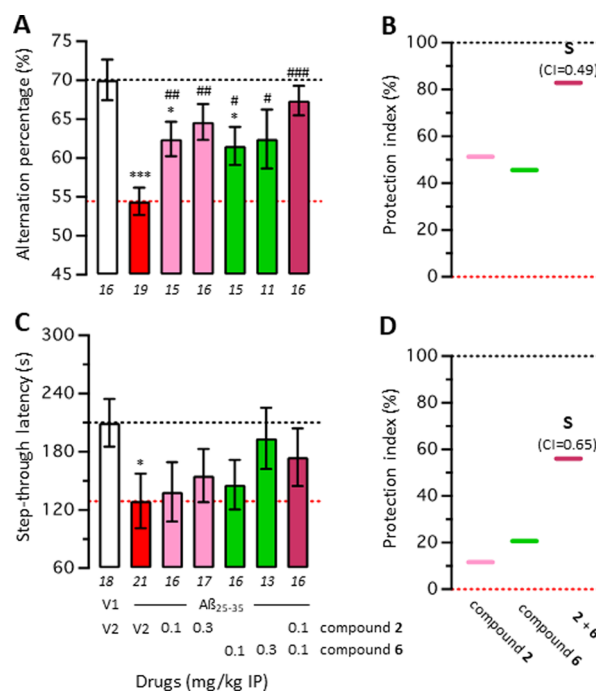 A
Alternation percentage (%)
75
70
65
60
55
50
45
***
##
*
##
#
*
#
###
16 19 15 16 15 11 16
B
Protection index (%)
100
80
60
40
20
0
S
(CI=0.49)
C
Step-through latency (s)
300
240
180
120
60
*
18 21 16 17 16 13 16
V1 Aß25-35
V2 V2 0.1 0.3 0.1 compound 2
0.1 0.3 0.1 compound 6
Drugs (mg/kg IP)
D
Protection index (%)
100
80
60
40
20
0
S
(CI=0.65)
compound 2
compound 6
2 + 6